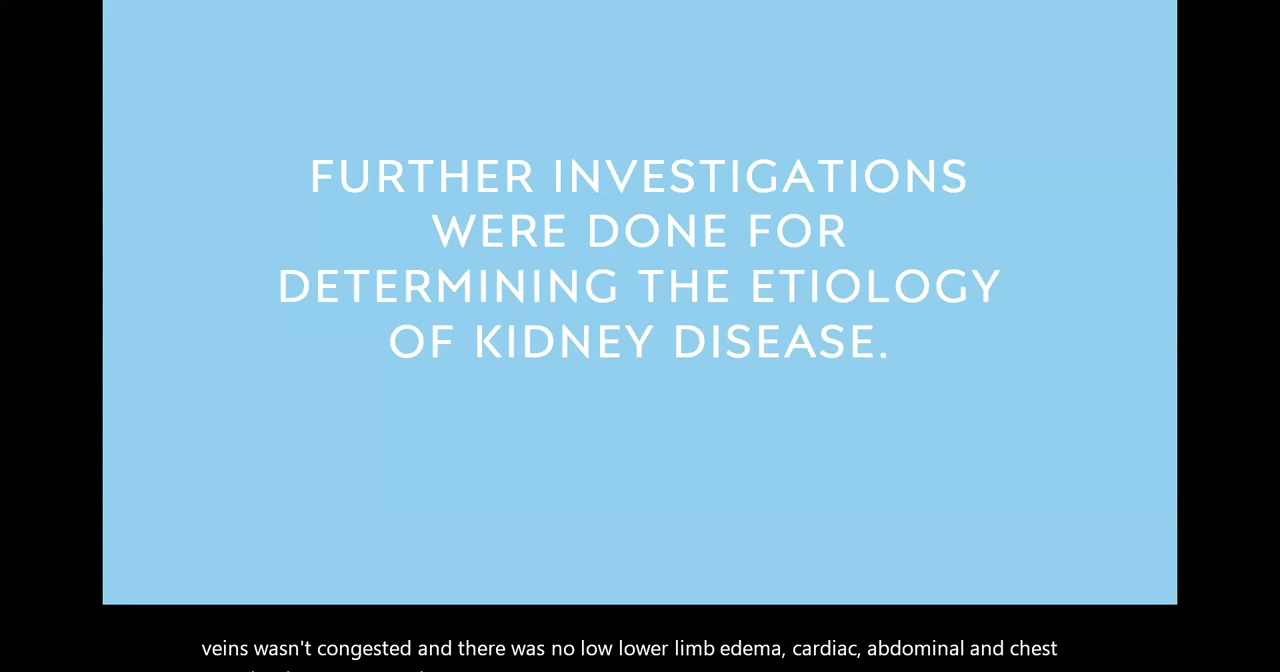 FURTHER INVESTIGATIONS
WERE DONE FOR
DETERMINING THE ETIOLOGY
OF KIDNEY DISEASE.
veins wasn't congested and there was no low lower limb edema, cardiac, abdominal and chest